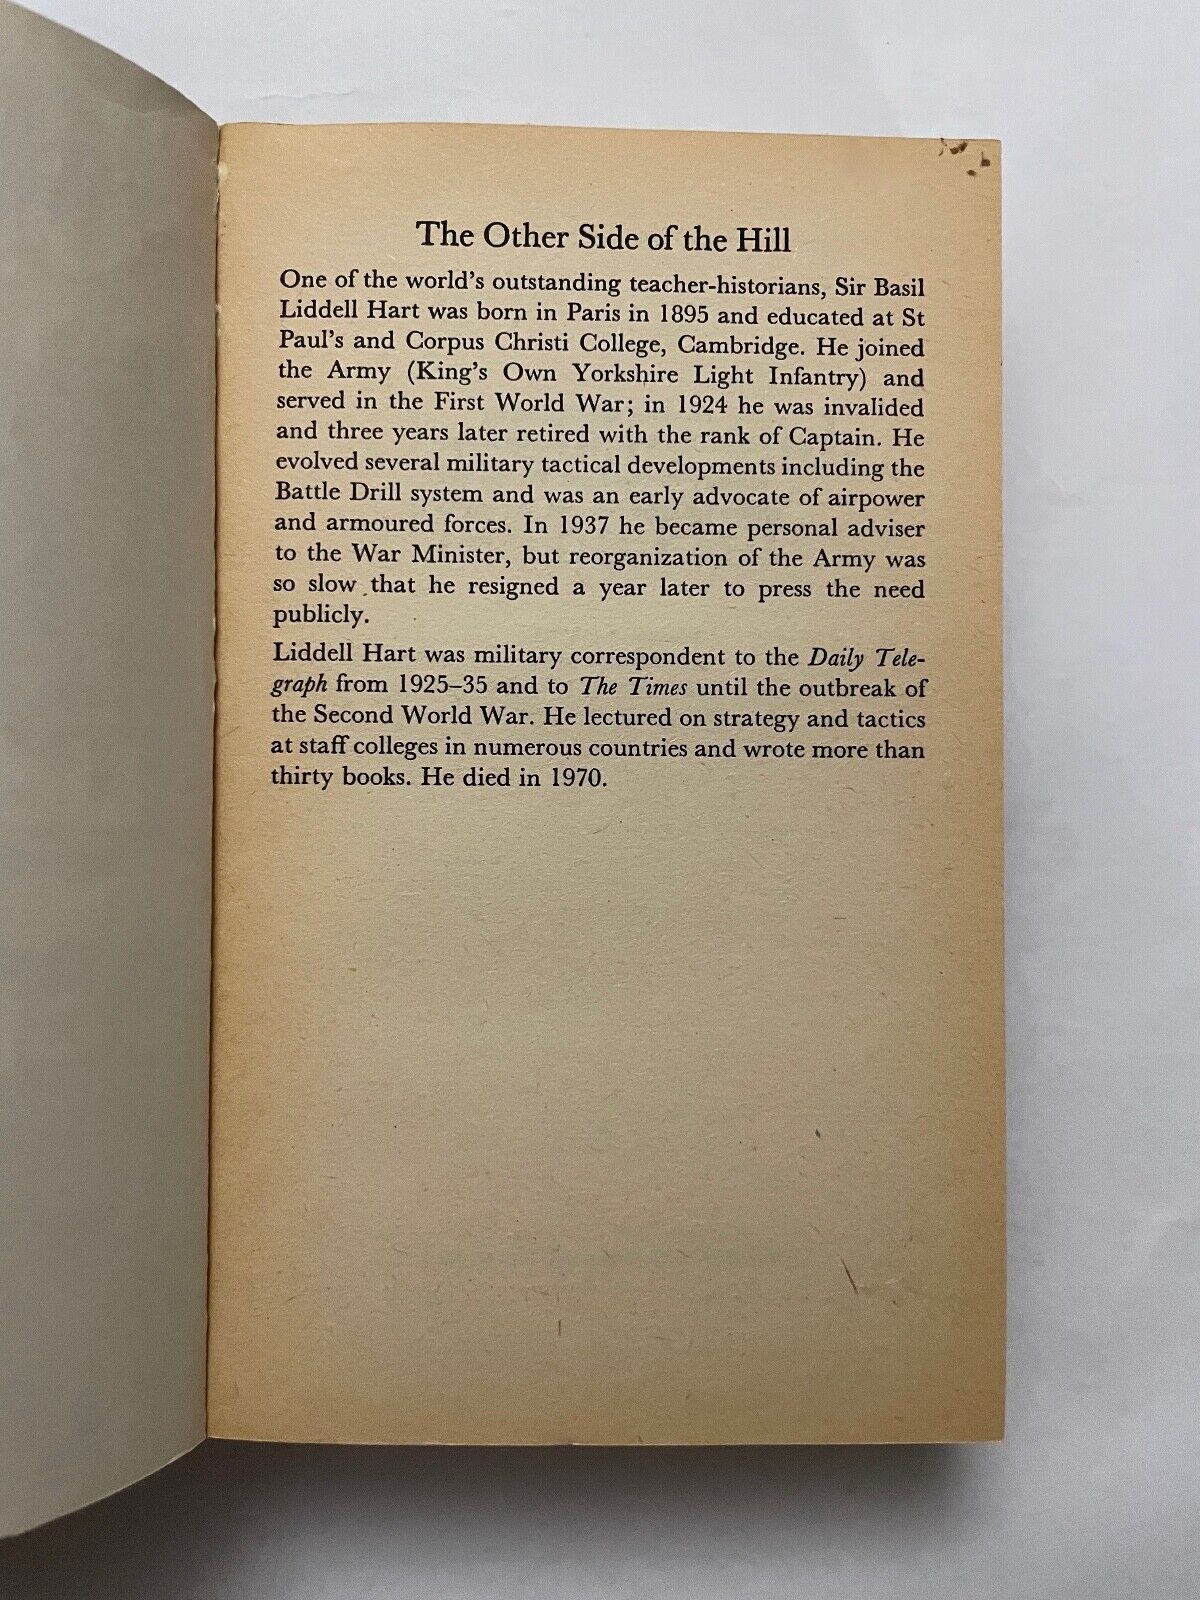 The Other Side of the Hill
One of the world's outstanding teacher-historians, Sir Basil
Liddell Hart was born in Paris in 1895 and educated at St
Paul's and Corpus Christi College, Cambridge. He joined
the Army (King's Own Yorkshire Light Infantry) and
served in the First World War; in 1924 he was invalided
and three years later retired with the rank of Captain. He
evolved several military tactical developments including the
Battle Drill system and was an early advocate of airpower
and armoured forces. In 1937 he became personal adviser
to the War Minister, but reorganization of the Army was
so slow that he resigned a year later to press the need
publicly.
Liddell Hart was military correspondent to the Daily Tele-
graph from 1925–35 and to The Times until the outbreak of
the Second World War. He lectured on strategy and tactics
at staff colleges in numerous countries and wrote more than
thirty books. He died in 1970.